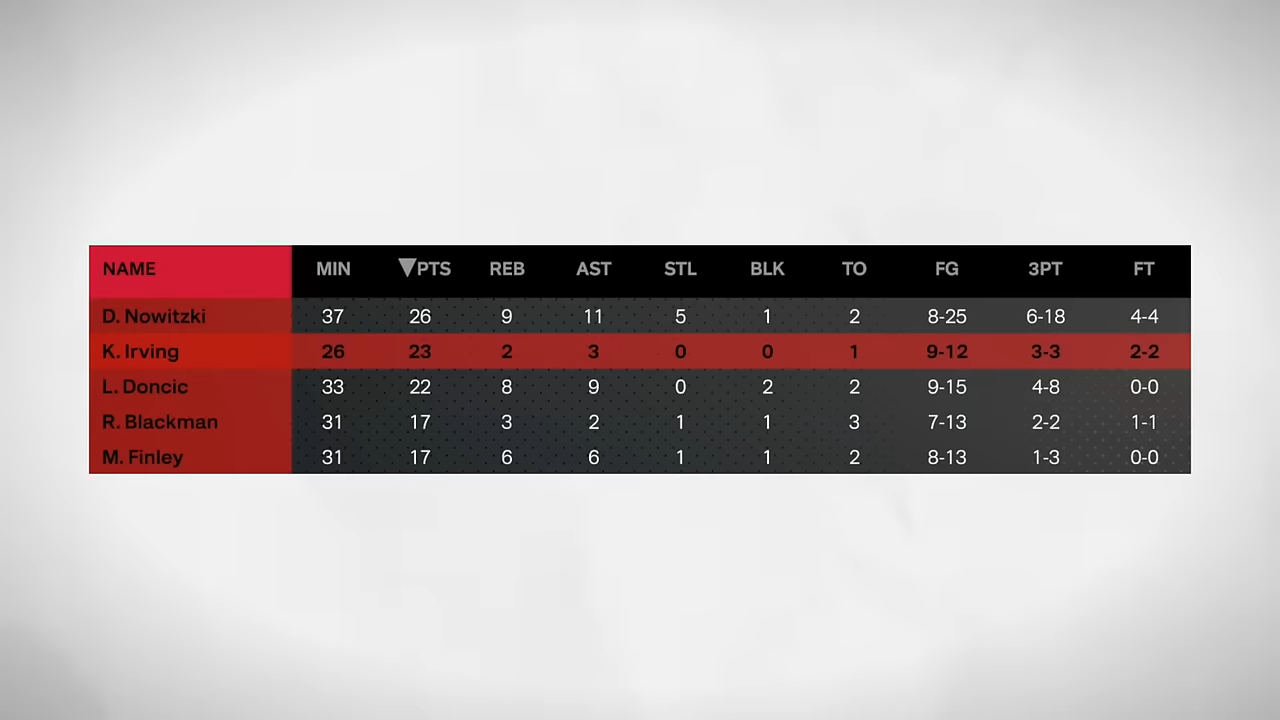 NAME MIN ▼PTS REB AST STL BLK TO FG 3PT FT
D. Nowitzki 37 26 9 11 5 1 2 8-25 6-18 4-4
K. Irving 26 23 2 3 0 0 1 9-12 3-3 2-2
L. Doncic 33 22 8 9 0 2 2 9-15 4-8 0-0
R. Blackman 31 17 3 2 1 1 3 7-13 2-2 1-1
M. Finley 31 17 6 6 1 1 2 8-13 1-3 0-0